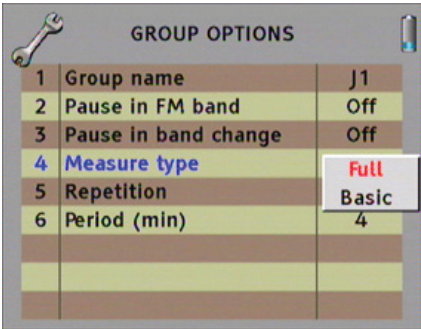 GROUP OPTIONS
1 Group name J1
2 Pause in FM band Off
3 Pause in band change Off
4 Measure type Full
5 Repetition Basic
6 Period (min) 4